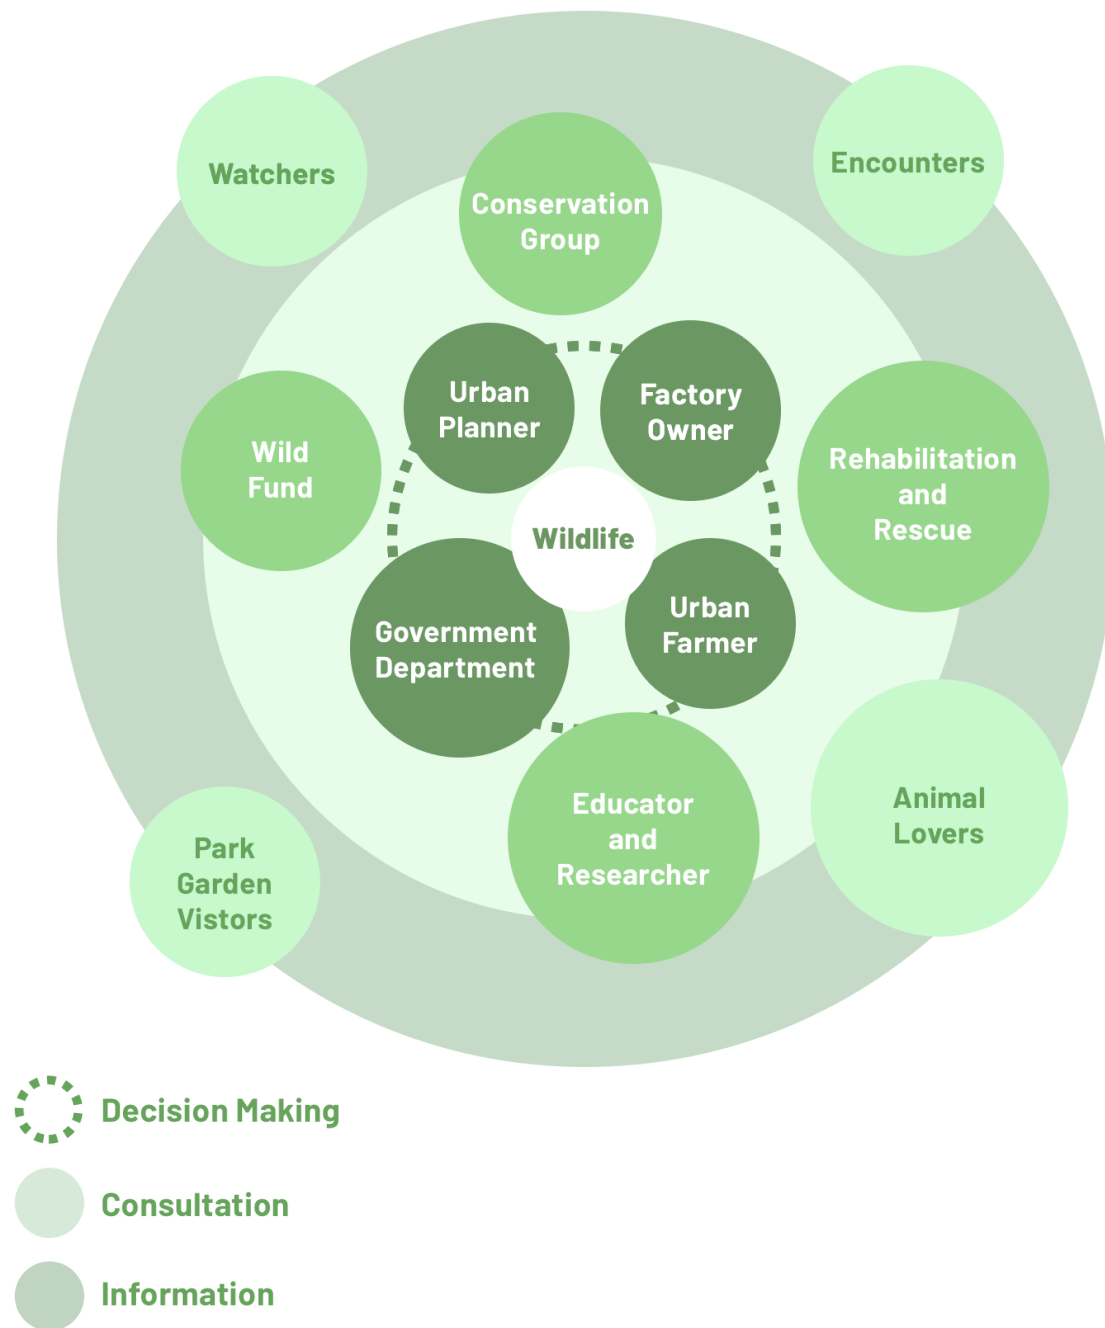 Watchers
Encounters
Conservation
Group
Urban
Planner
Factory
Owner
Wild
Fund
Rehabilitation
and
Rescue
Wildlife
Government
Department
Urban
Farmer
Educator
and
Researcher
Animal
Lovers
Park
Garden
Vistors
Decision Making
Consultation
Information